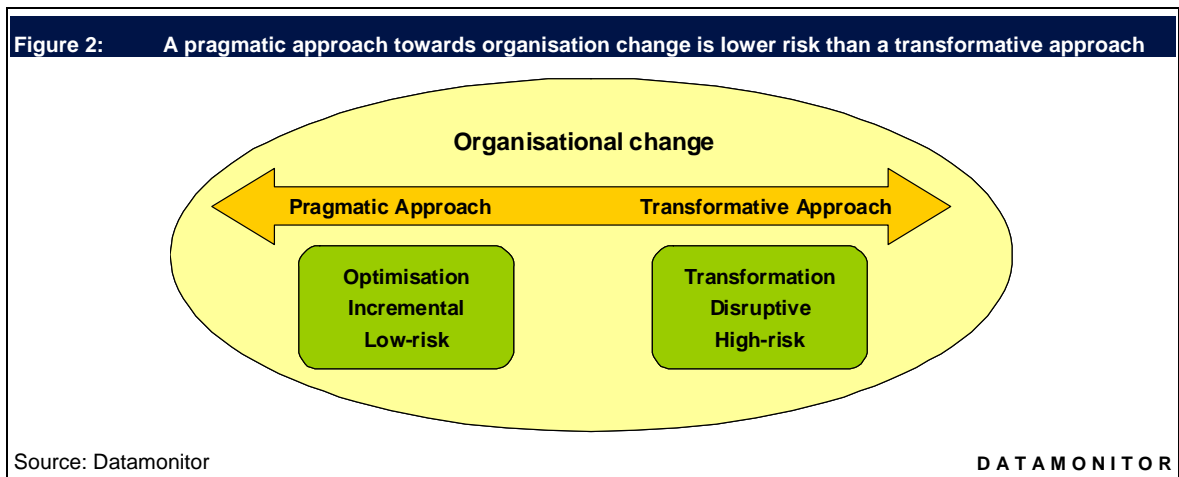 Figure 2: A pragmatic approach towards organisation change is lower risk than a transformative approach
Organisational change
Pragmatic Approach Transformative Approach
Optimisation
Incremental
Low-risk
Transformation
Disruptive
High-risk
Source: Datamonitor
DATAMONITOR